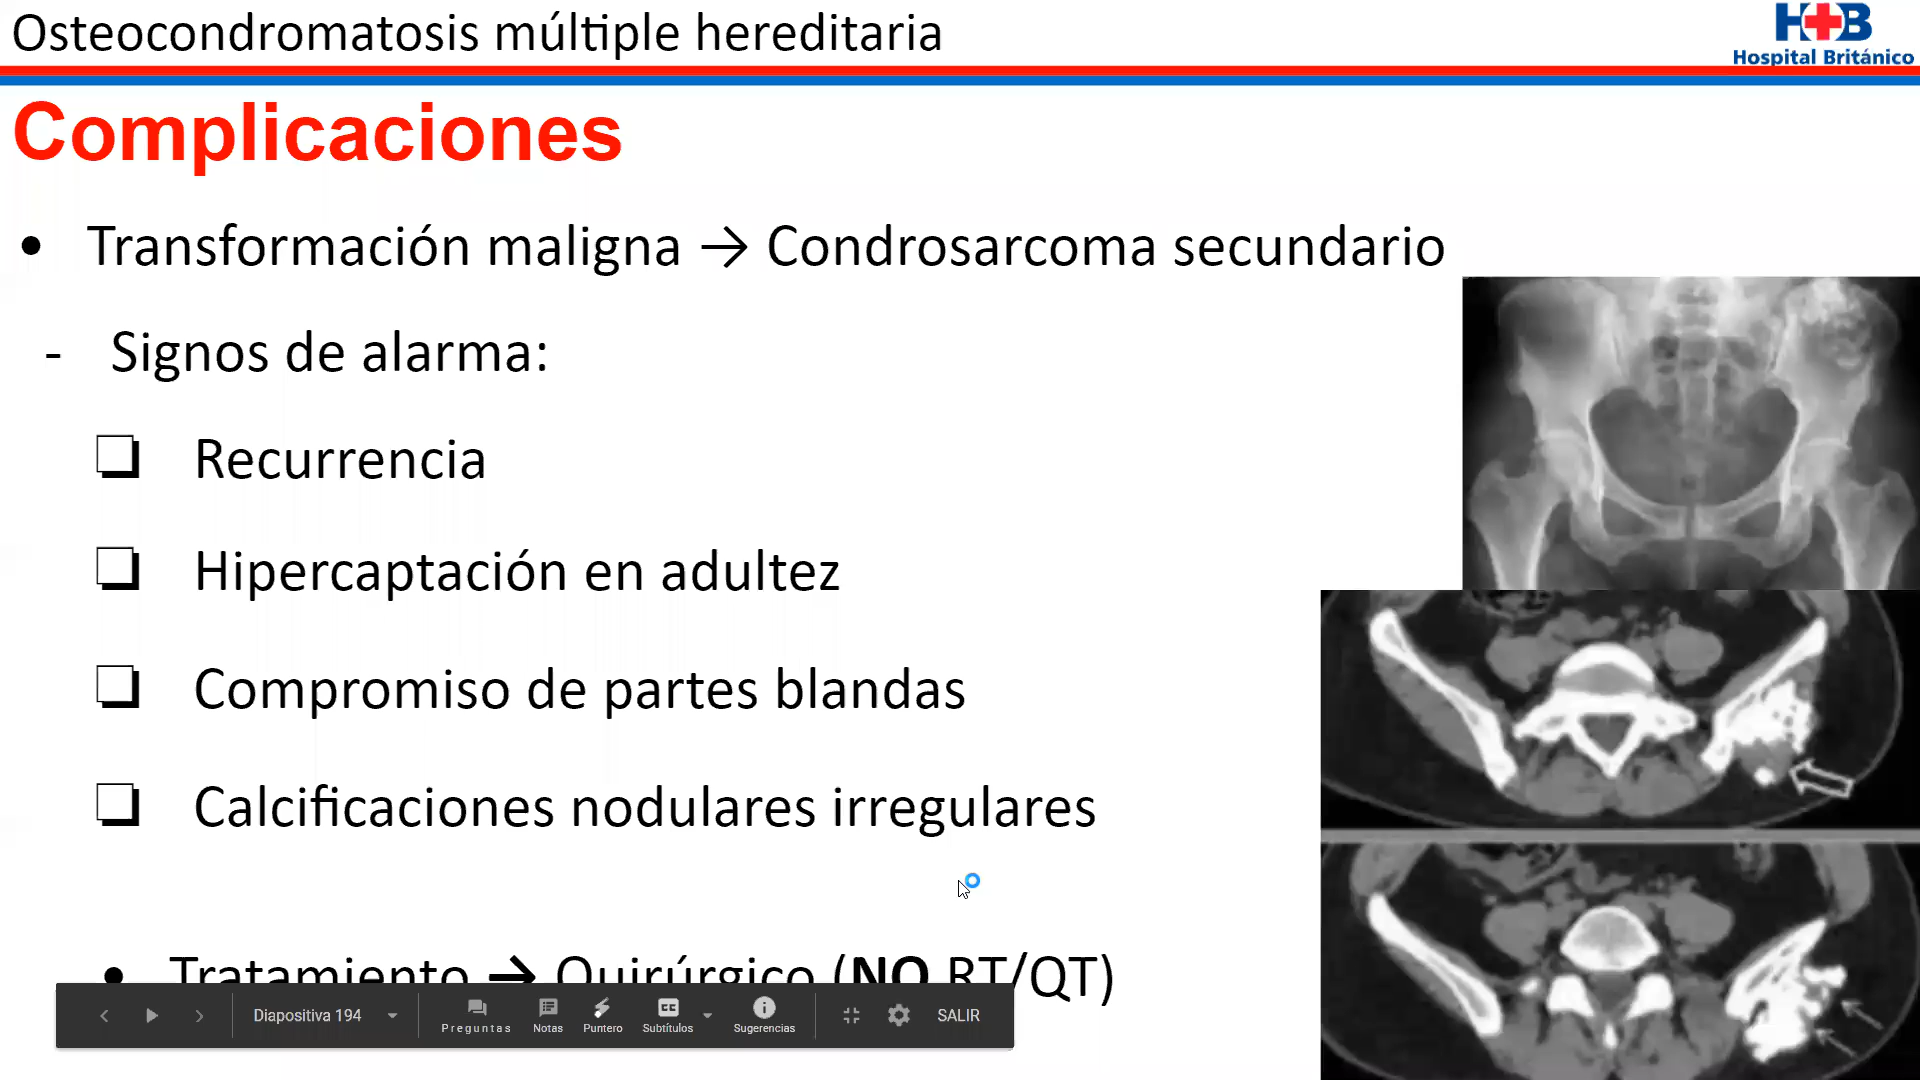 Osteocondromatosis múltiple hereditaria
H+B
Hospital Británico
Complicaciones
• Transformación maligna → Condrosarcoma secundario
- Signos de alarma:
❏ Recurrencia
❏ Hipercaptación en adultez
❏ Compromiso de partes blandas
❏ Calcificaciones nodulares irregulares
• Tratamiento → Quirúrgico (NO RT/QT)
Diapositiva 194
Preguntas
Notas
Puntero
CC
Subtítulos
Sugerencias
SALIR